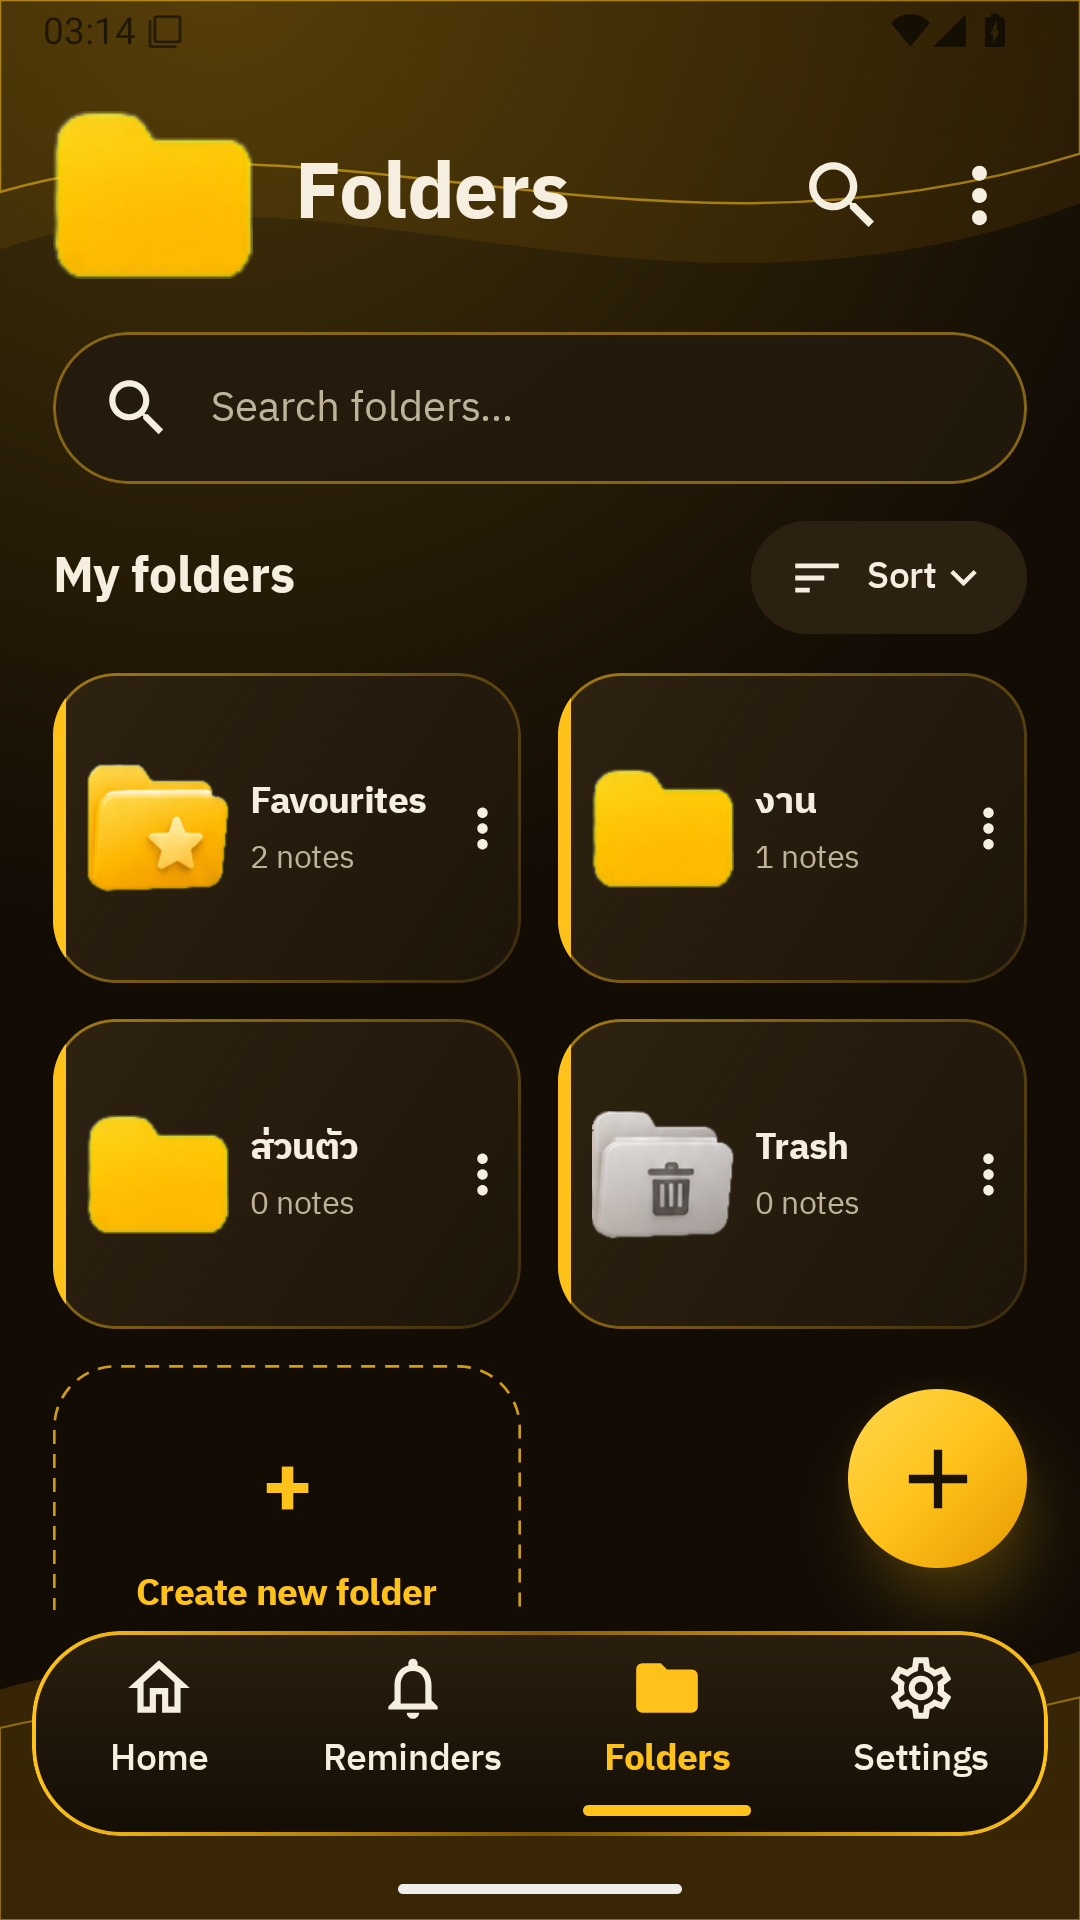 03:14
Folders
Search folders...
My folders
Sort
Favourites
2 notes
งาน
1 notes
ส่วนตัว
0 notes
Trash
0 notes
+
Create new folder
Home
Reminders
Folders
Settings